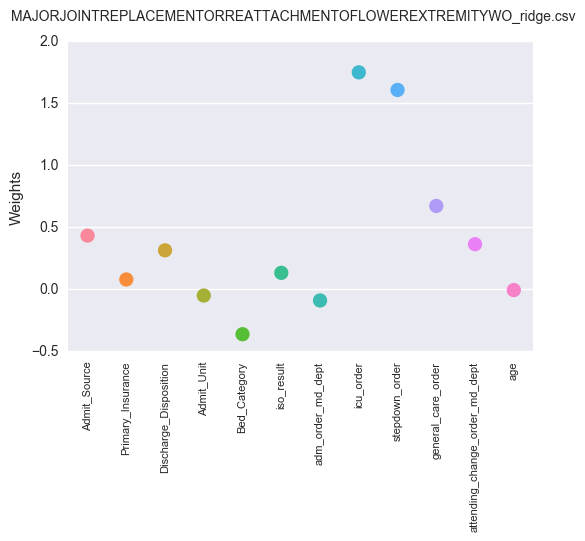 MAJORJOINTREPLACEMENTORREATTACHMENTOFLOWEREXTREMITYWO_ridge.csv
2.0
1.5
1.0
0.5
0.0
−0.5
Weights
Admit_Source
Primary_Insurance
Discharge_Disposition
Admit_Unit
Bed_Category
iso_result
adm_order_md_dept
icu_order
stepdown_order
general_care_order
attending_change_order_md_dept
age